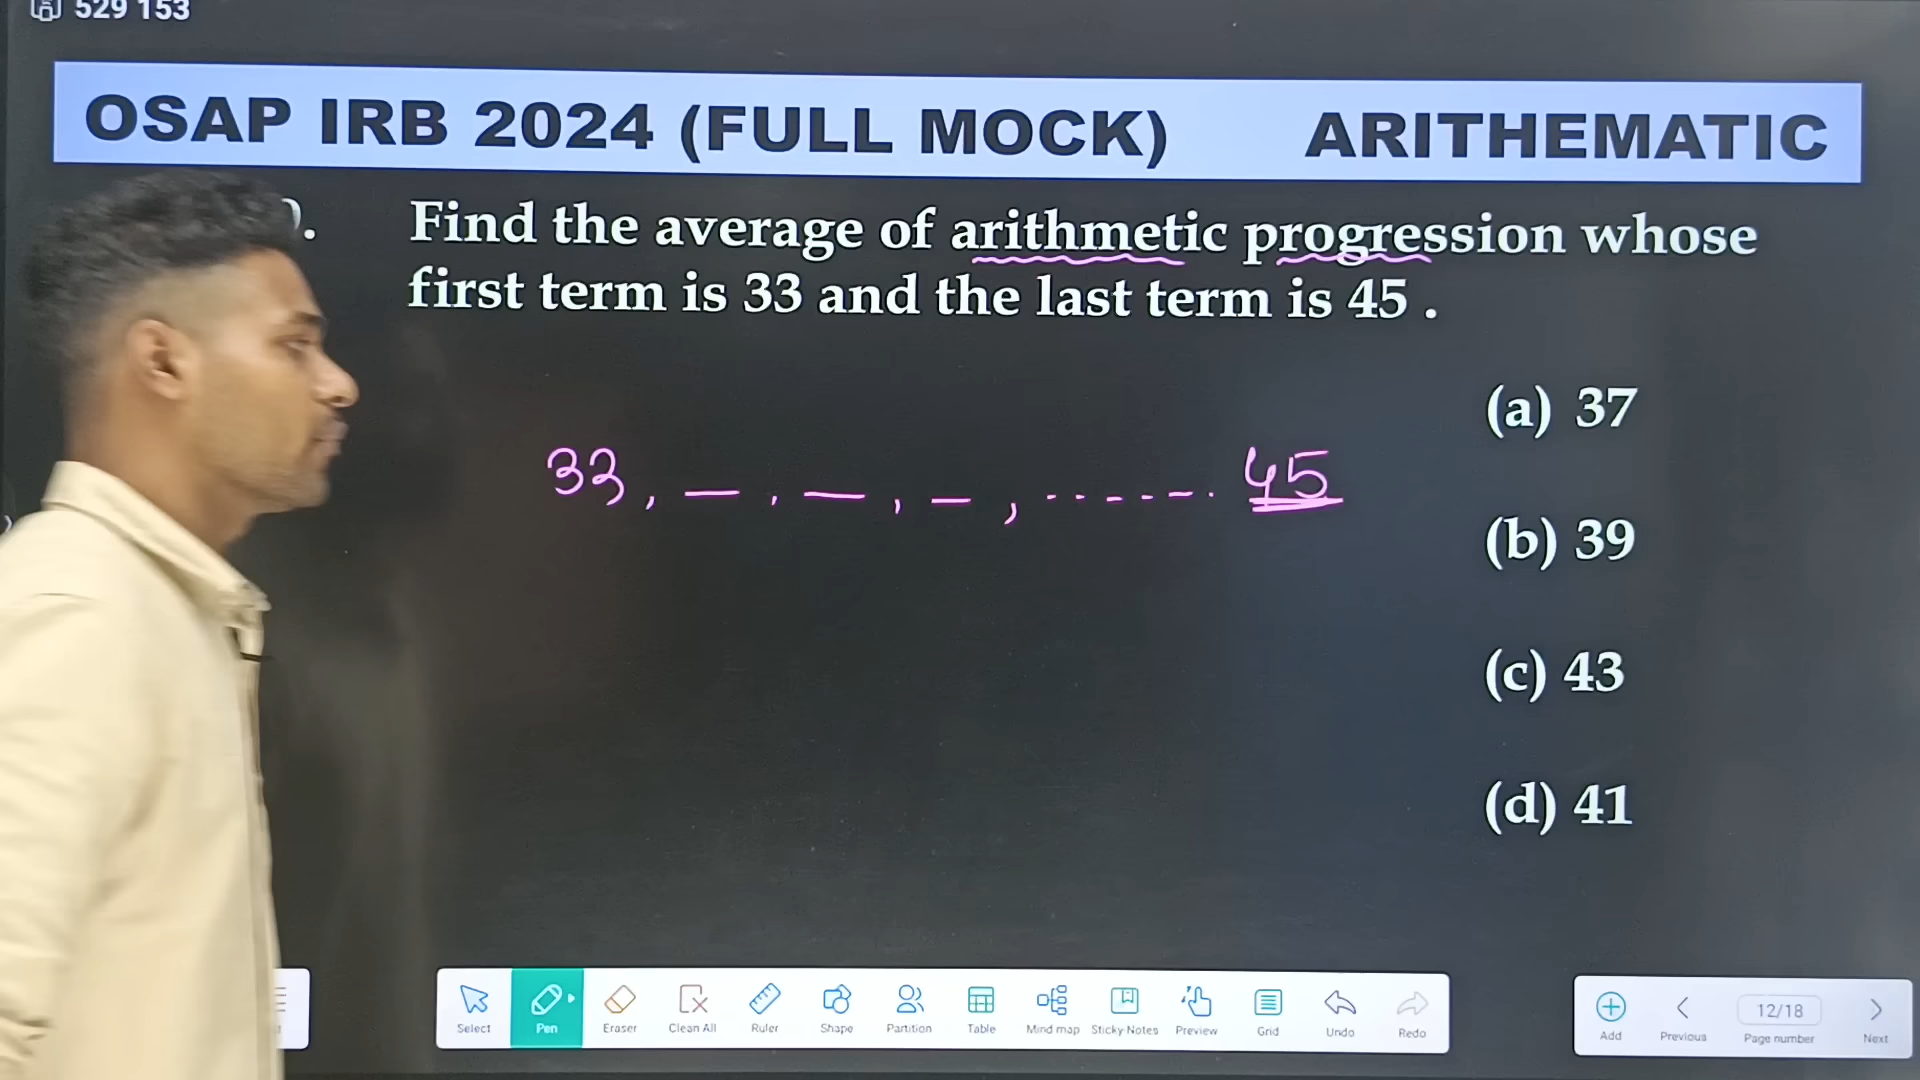 529 153
OSAP IRB 2024 (FULL MOCK) ARITHEMATIC
Find the average of arithmetic progression whose
first term is 33 and the last term is 45 .
(a) 37
33, — , — , — , ------. 45
(b) 39
(c) 43
(d) 41
Select Pen Eraser Clean All Ruler Shape Partition Table Mind map Sticky Notes Preview Grid Undo Redo
Add Previous 12/18 Page number Next